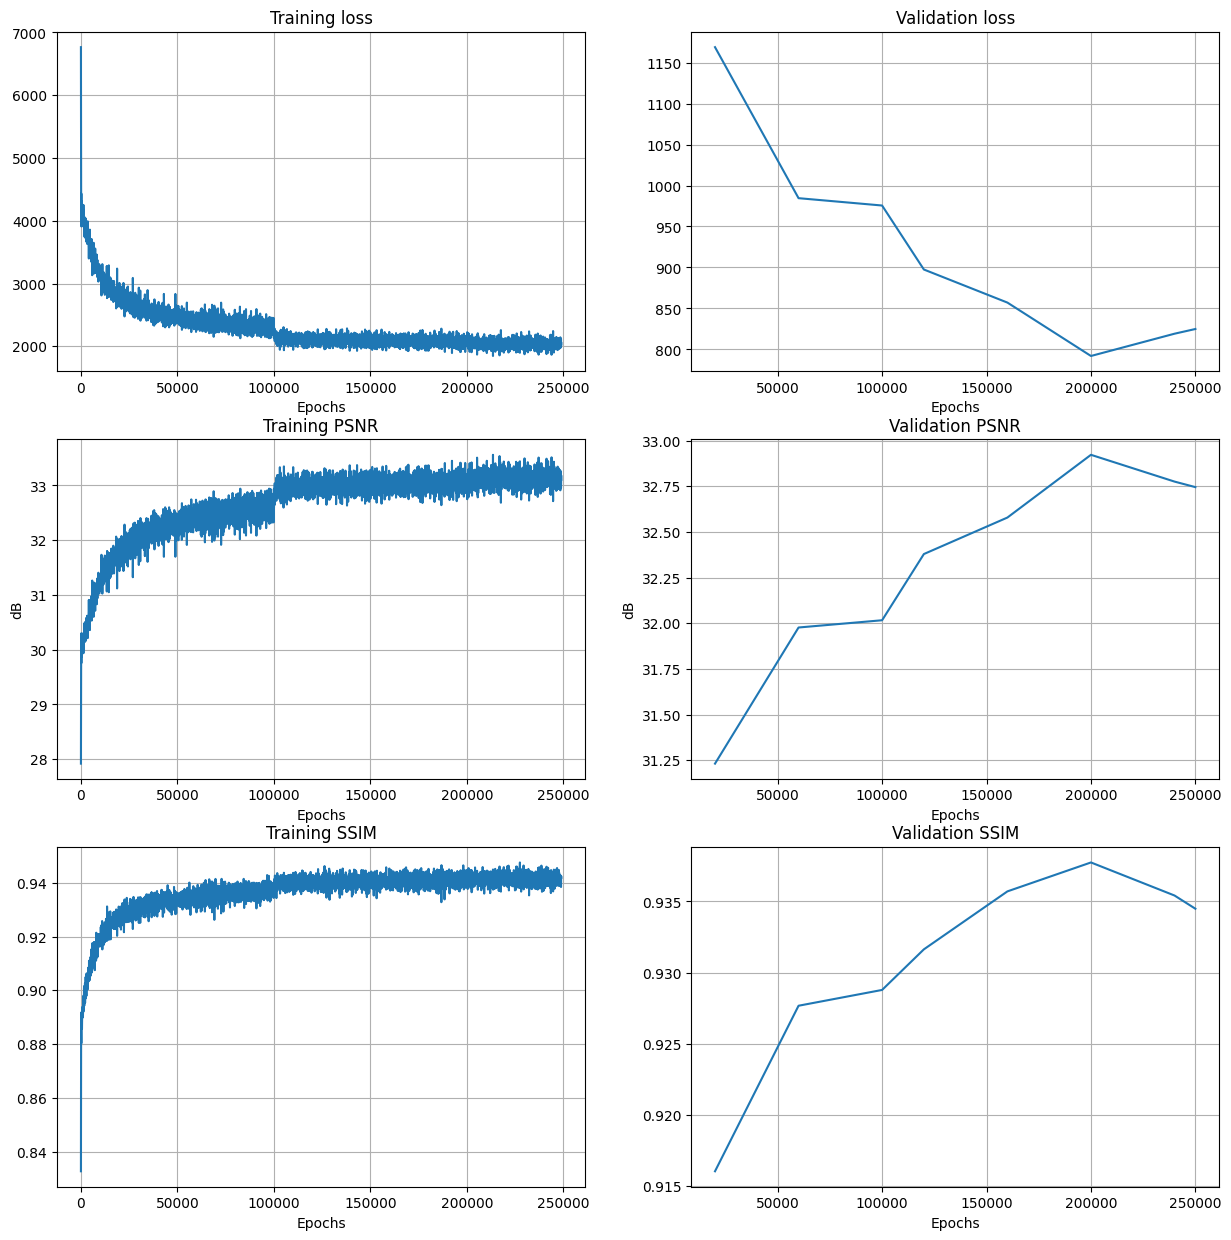 Training loss
7000
6000
5000
4000
3000
2000
0 50000 100000 150000 200000 250000
Epochs
Validation loss
1150
1100
1050
1000
950
900
850
800
50000 100000 150000 200000 250000
Epochs
Training PSNR
dB
33
32
31
30
29
28
0 50000 100000 150000 200000 250000
Epochs
Validation PSNR
dB
33.00
32.75
32.50
32.25
32.00
31.75
31.50
31.25
50000 100000 150000 200000 250000
Epochs
Training SSIM
0.94
0.92
0.90
0.88
0.86
0.84
0 50000 100000 150000 200000 250000
Epochs
Validation SSIM
0.935
0.930
0.925
0.920
0.915
50000 100000 150000 200000 250000
Epochs